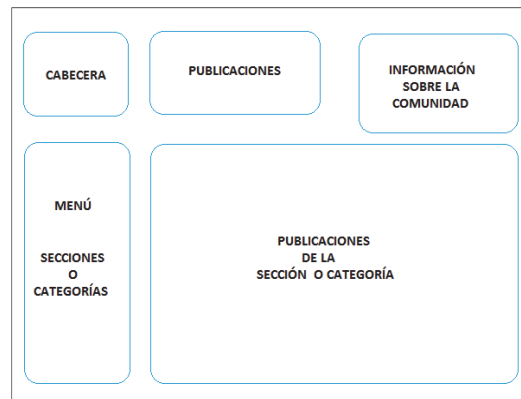 CABECERA
PUBLICACIONES
INFORMACIÓN
SOBRE LA
COMUNIDAD
MENÚ
SECCIONES
O
CATEGORÍAS
PUBLICACIONES
DE LA
SECCIÓN O CATEGORÍA